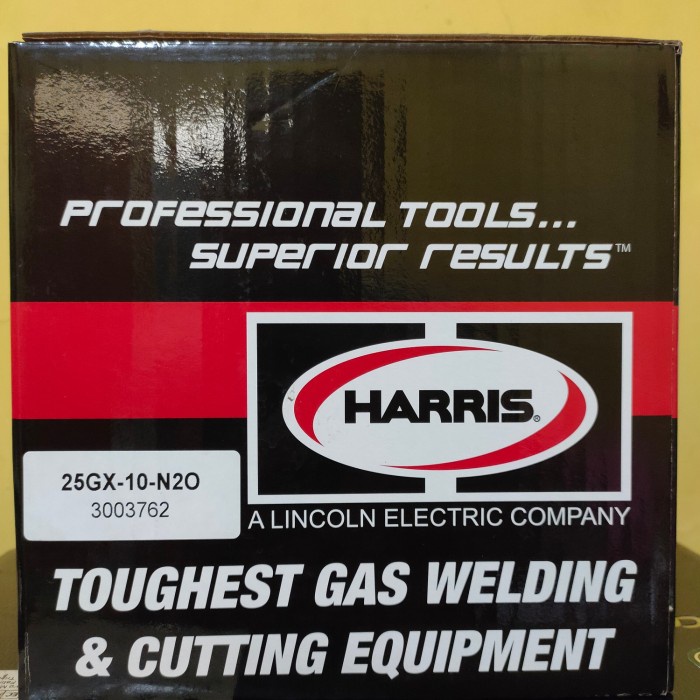 PROFESSIONAL TOOLS...
SUPERIOR RESULTS™
HARRIS®
25GX-10-N2O
3003762
A LINCOLN ELECTRIC COMPANY
TOUGHEST GAS WELDING
& CUTTING EQUIPMENT